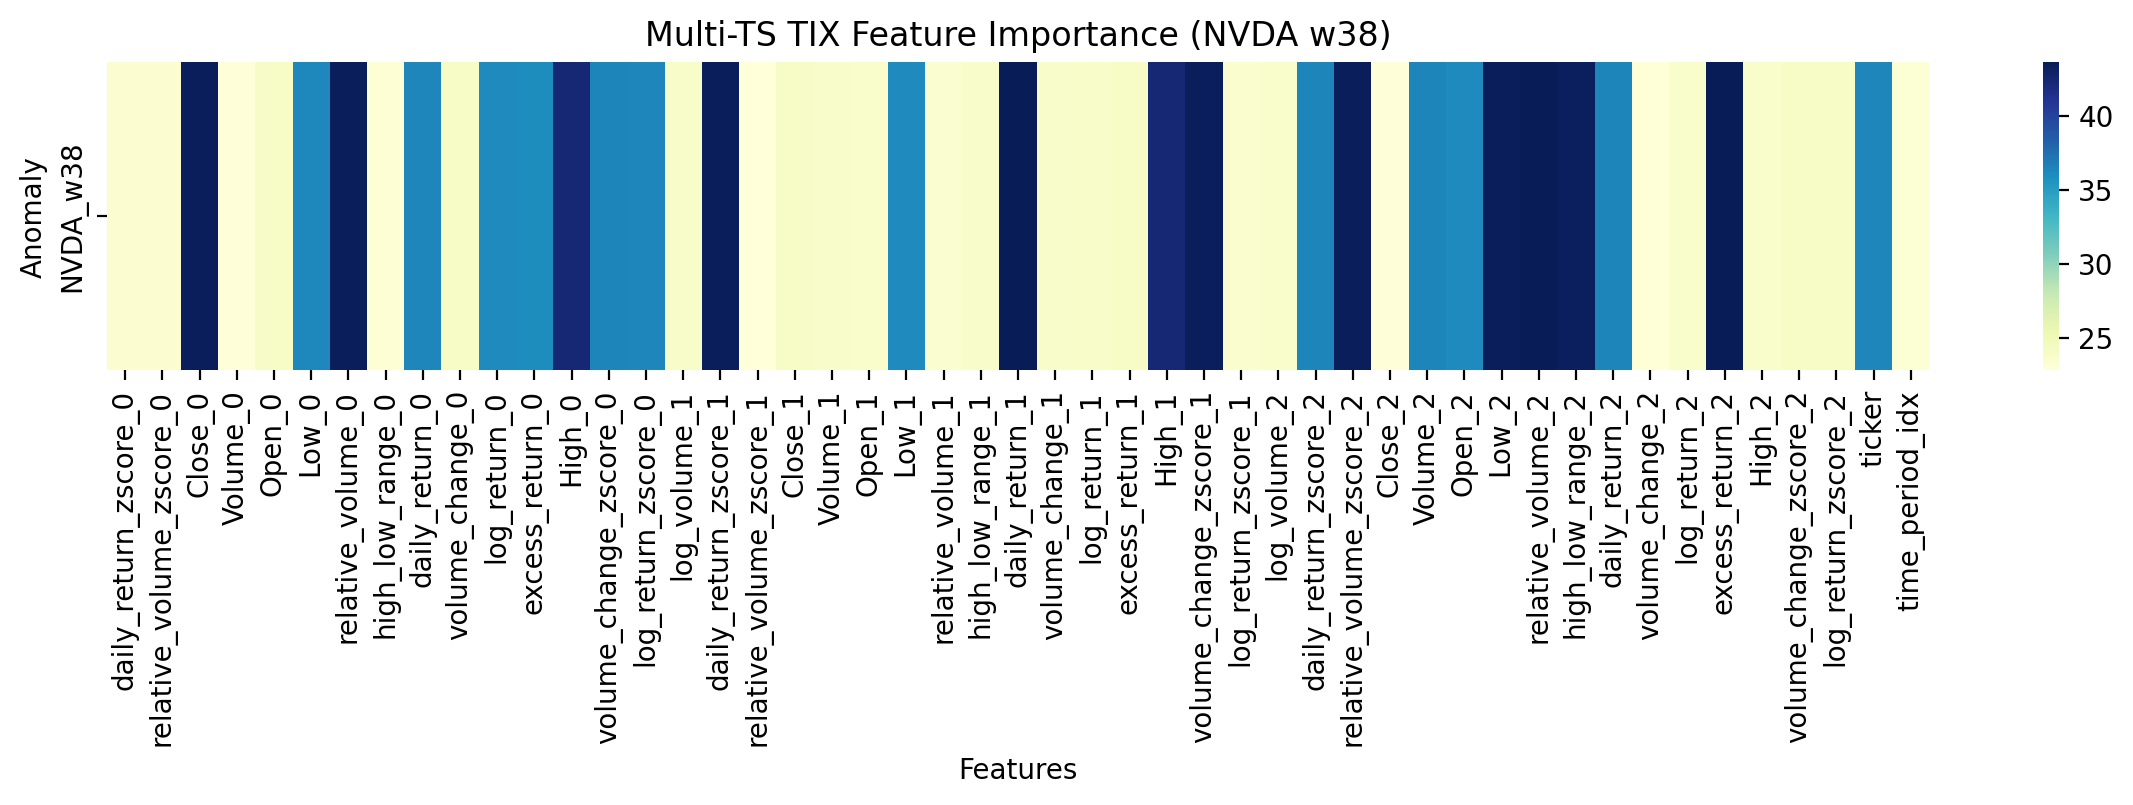 Multi-TS TIX Feature Importance (NVDA w38)
Anomaly
NVDA_w38
daily_return_zscore_0
relative_volume_zscore_0
Close_0
Volume_0
Open_0
Low_0
relative_volume_0
high_low_range_0
daily_return_0
volume_change_0
log_return_0
excess_return_0
High_0
volume_change_zscore_0
log_return_zscore_0
log_volume_1
daily_return_zscore_1
relative_volume_zscore_1
Close_1
Volume_1
Open_1
Low_1
relative_volume_1
high_low_range_1
daily_return_1
volume_change_1
log_return_1
excess_return_1
High_1
volume_change_zscore_1
log_return_zscore_1
log_volume_2
daily_return_zscore_2
relative_volume_zscore_2
Close_2
Volume_2
Open_2
Low_2
relative_volume_2
high_low_range_2
daily_return_2
volume_change_2
log_return_2
excess_return_2
High_2
volume_change_zscore_2
log_return_zscore_2
ticker
time_period_idx
Features
40
35
30
25